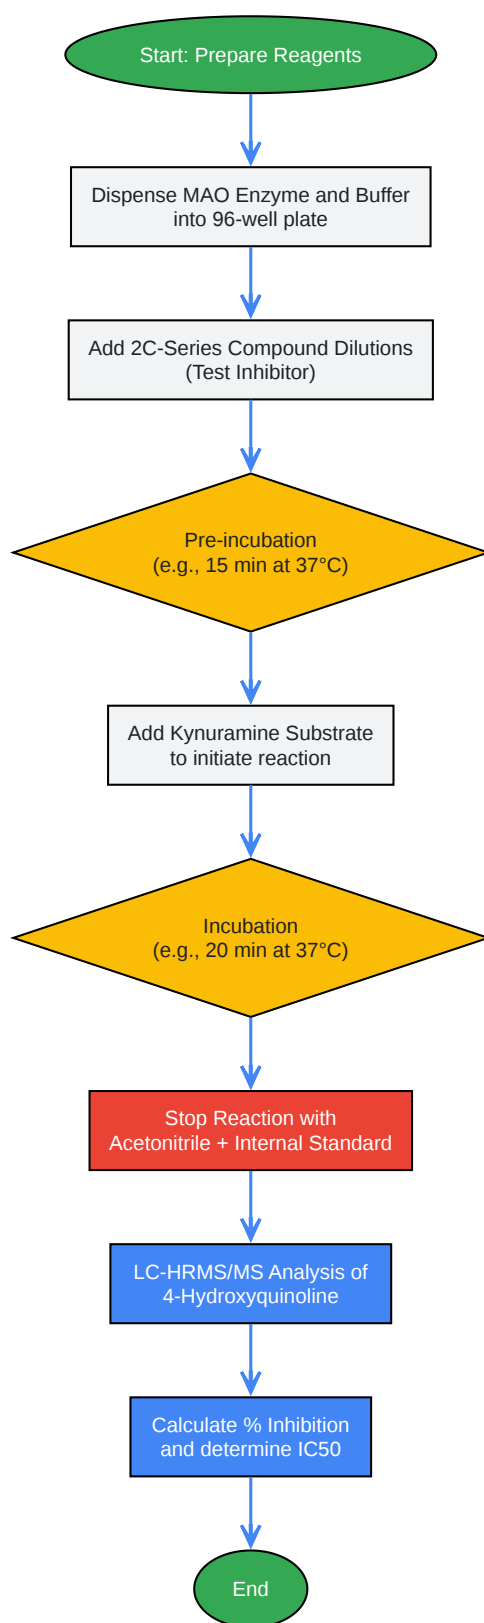 Start: Prepare Reagents
Dispense MAO Enzyme and Buffer
into 96-well plate
Add 2C-Series Compound Dilutions
(Test Inhibitor)
Pre-incubation
(e.g., 15 min at 37°C)
Add Kynuramine Substrate
to initiate reaction
Incubation
(e.g., 20 min at 37°C)
Stop Reaction with
Acetonitrile + Internal Standard
LC-HRMS/MS Analysis of
4-Hydroxyquinoline
Calculate % Inhibition
and determine IC50
End